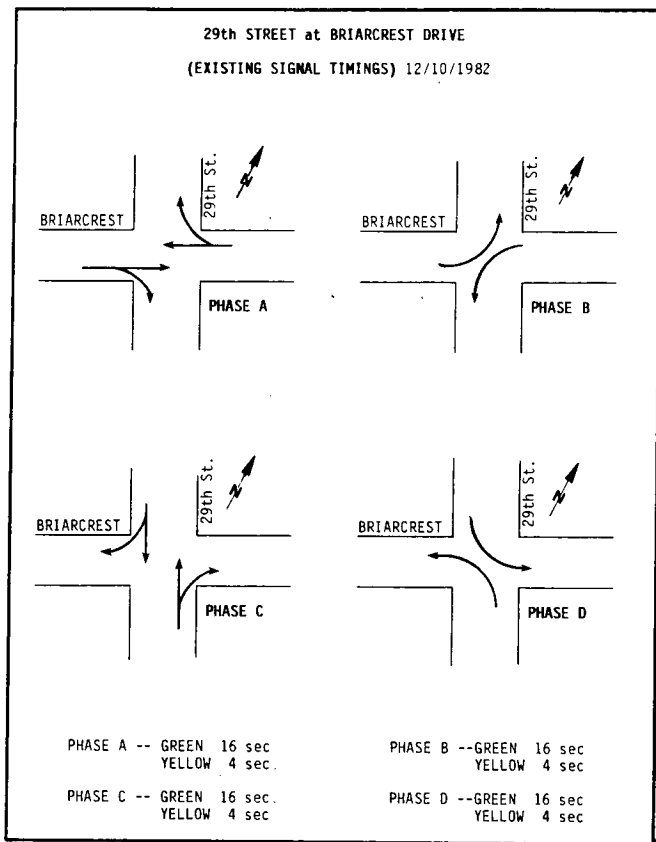 29th STREET at BRIARCREST DRIVE
(EXISTING SIGNAL TIMINGS) 12/10/1982
29th St.
N
BRIARCREST
PHASE A
29th St.
N
BRIARCREST
PHASE B
29th St.
N
BRIARCREST
PHASE C
29th St.
N
BRIARCREST
PHASE D
PHASE A -- GREEN 16 sec
YELLOW 4 sec
PHASE B --GREEN 16 sec
YELLOW 4 sec
PHASE C -- GREEN 16 sec.
YELLOW 4 sec
PHASE D --GREEN 16 sec
YELLOW 4 sec